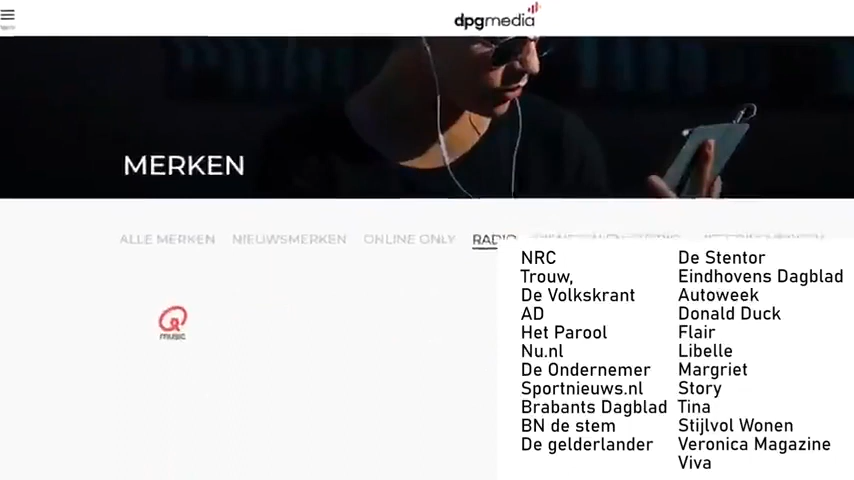 dpgmedia
MERKEN
ALLE MERKEN NIEUWSMERKEN ONLINE ONLY RADIO
music
NRC
Trouw,
De Volkskrant
AD
Het Parool
Nu.nl
De Ondernemer
Sportnieuws.nl
Brabants Dagblad
BN de stem
De gelderlander
De Stentor
Eindhovens Dagblad
Autoweek
Donald Duck
Flair
Libelle
Margriet
Story
Tina
Stijlvol Wonen
Veronica Magazine
Viva